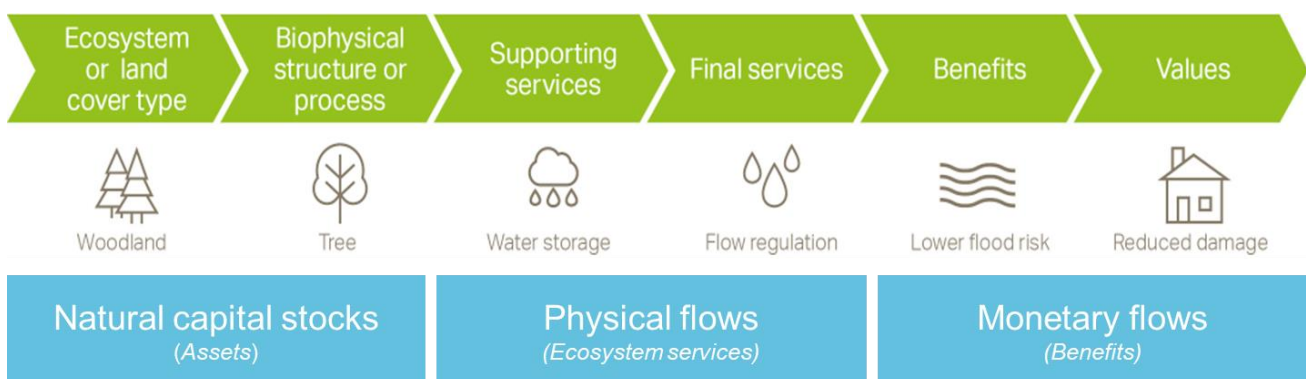 Ecosystem
or land
cover type
Biophysical
structure or
process
Supporting
services
Final services
Benefits
Values
Woodland
Tree
Water storage
Flow regulation
Lower flood risk
Reduced damage
Natural capital stocks
(Assets)
Physical flows
(Ecosystem services)
Monetary flows
(Benefits)